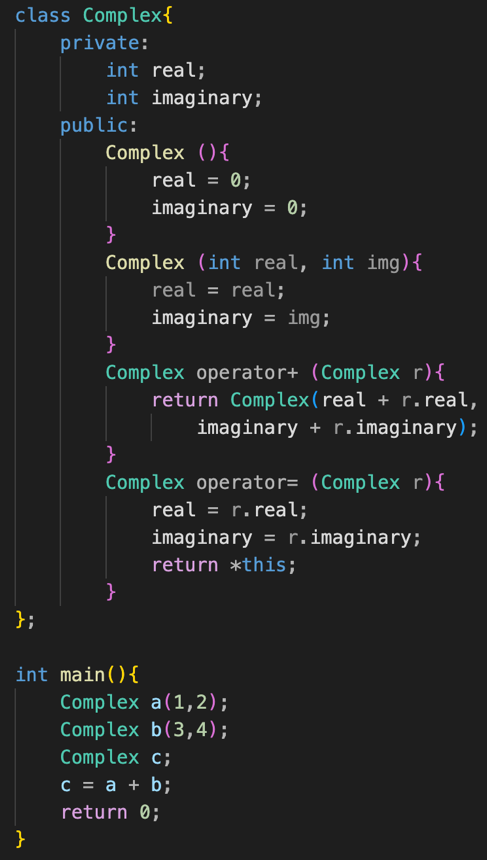 class Complex{
    private:
        int real;
        int imaginary;
    public:
        Complex (){
            real = 0;
            imaginary = 0;
        }
        Complex (int real, int img){
            real = real;
            imaginary = img;
        }
        Complex operator+ (Complex r){
            return Complex(real + r.real,
                imaginary + r.imaginary);
        }
        Complex operator= (Complex r){
            real = r.real;
            imaginary = r.imaginary;
            return *this;
        }
};

int main(){
    Complex a(1,2);
    Complex b(3,4);
    Complex c;
    c = a + b;
    return 0;
}